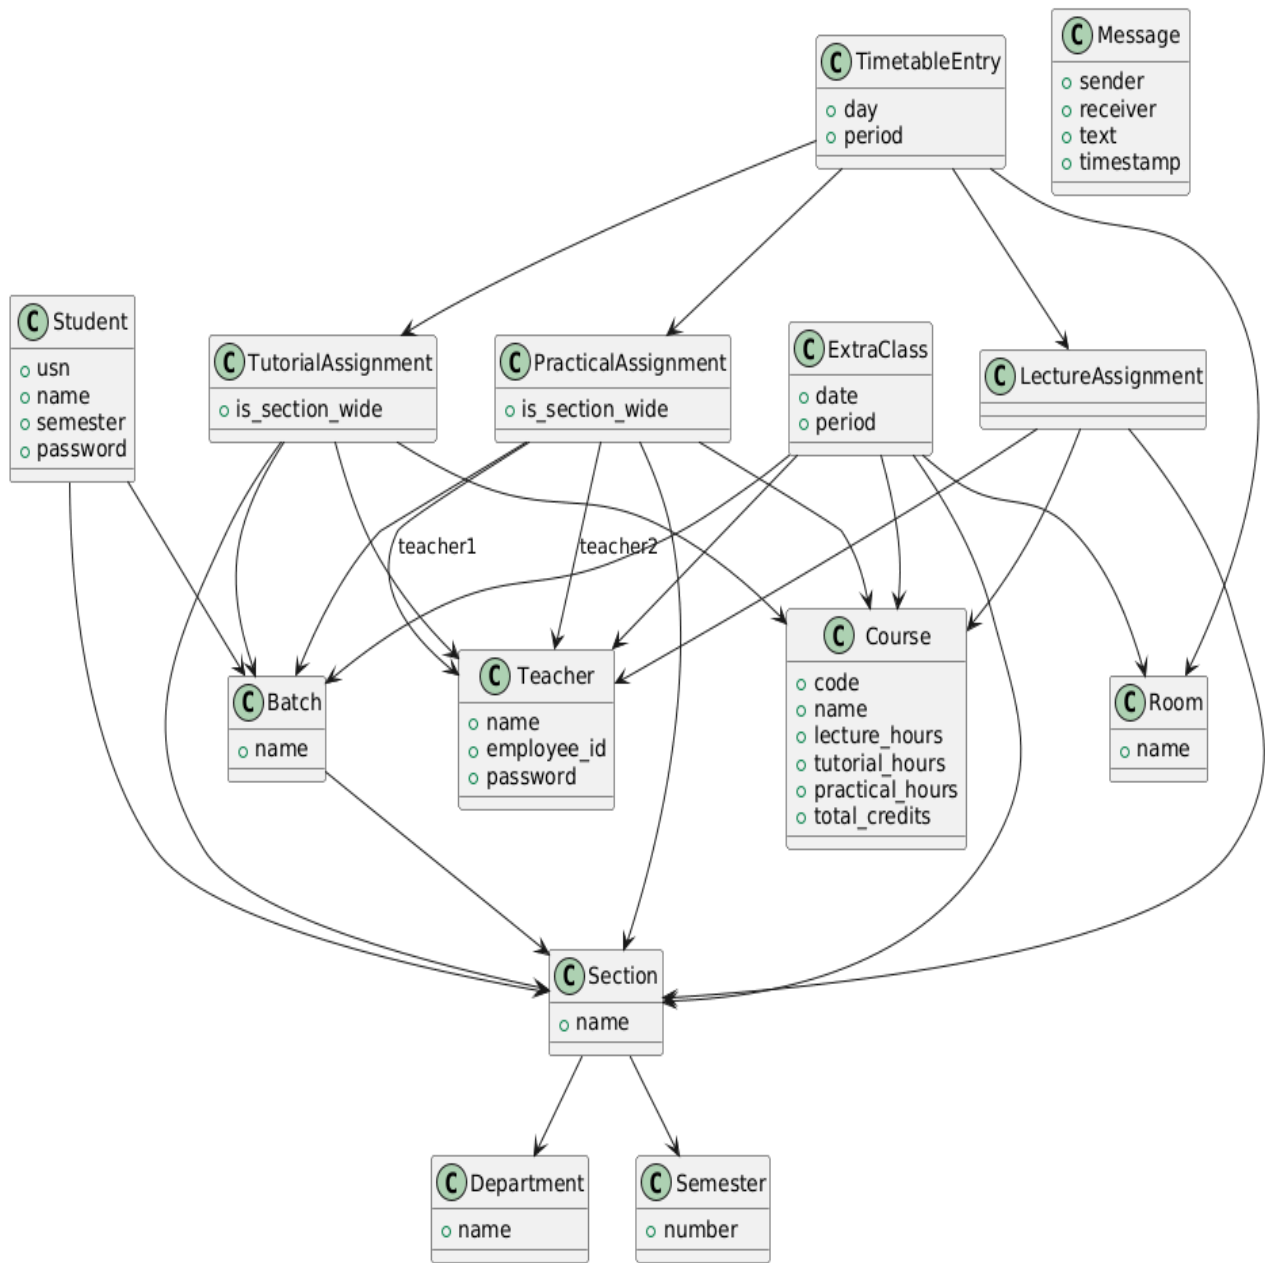 C Message
sender
receiver
text
timestamp
C TimetableEntry
day
period
C Student
usn
name
semester
password
C TutorialAssignment
is_section_wide
C PracticalAssignment
is_section_wide
C ExtraClass
date
period
C LectureAssignment
teacher1
teacher2
C Batch
name
C Teacher
name
employee_id
password
C Course
code
name
lecture_hours
tutorial_hours
practical_hours
total_credits
C Room
name
C Section
name
C Department
name
C Semester
number